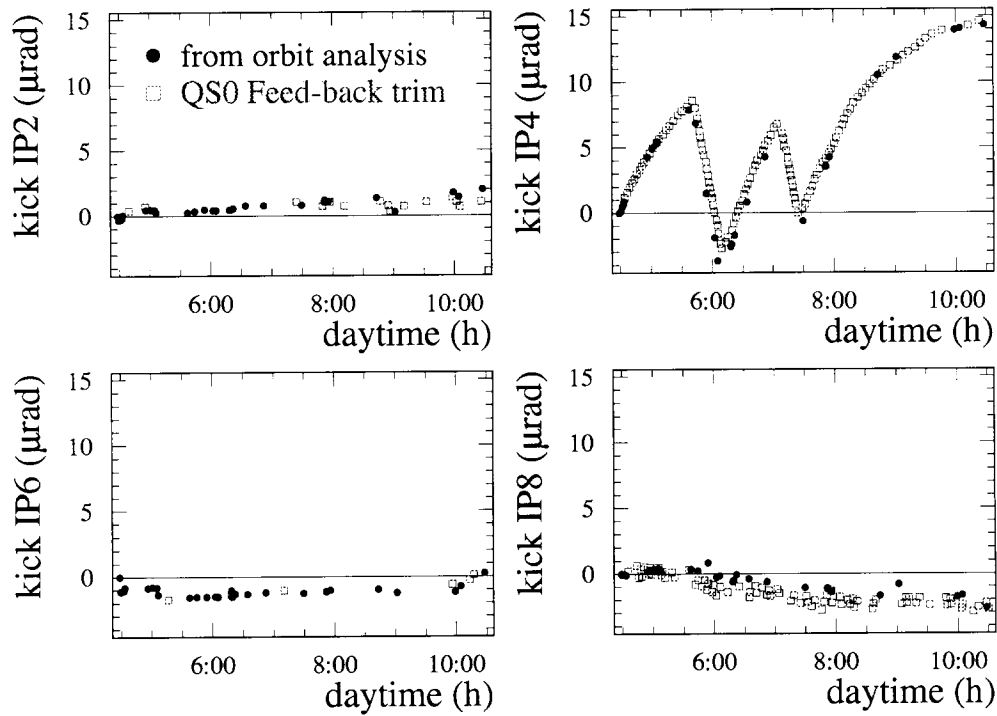 kick IP2 (μrad)
15
10
5
0
from orbit analysis
QS0 Feed-back trim
6:00 8:00 10:00
daytime (h)
kick IP4 (μrad)
15
10
5
0
6:00 8:00 10:00
daytime (h)
kick IP6 (μrad)
15
10
5
0
6:00 8:00 10:00
daytime (h)
kick IP8 (μrad)
15
10
5
0
6:00 8:00 10:00
daytime (h)